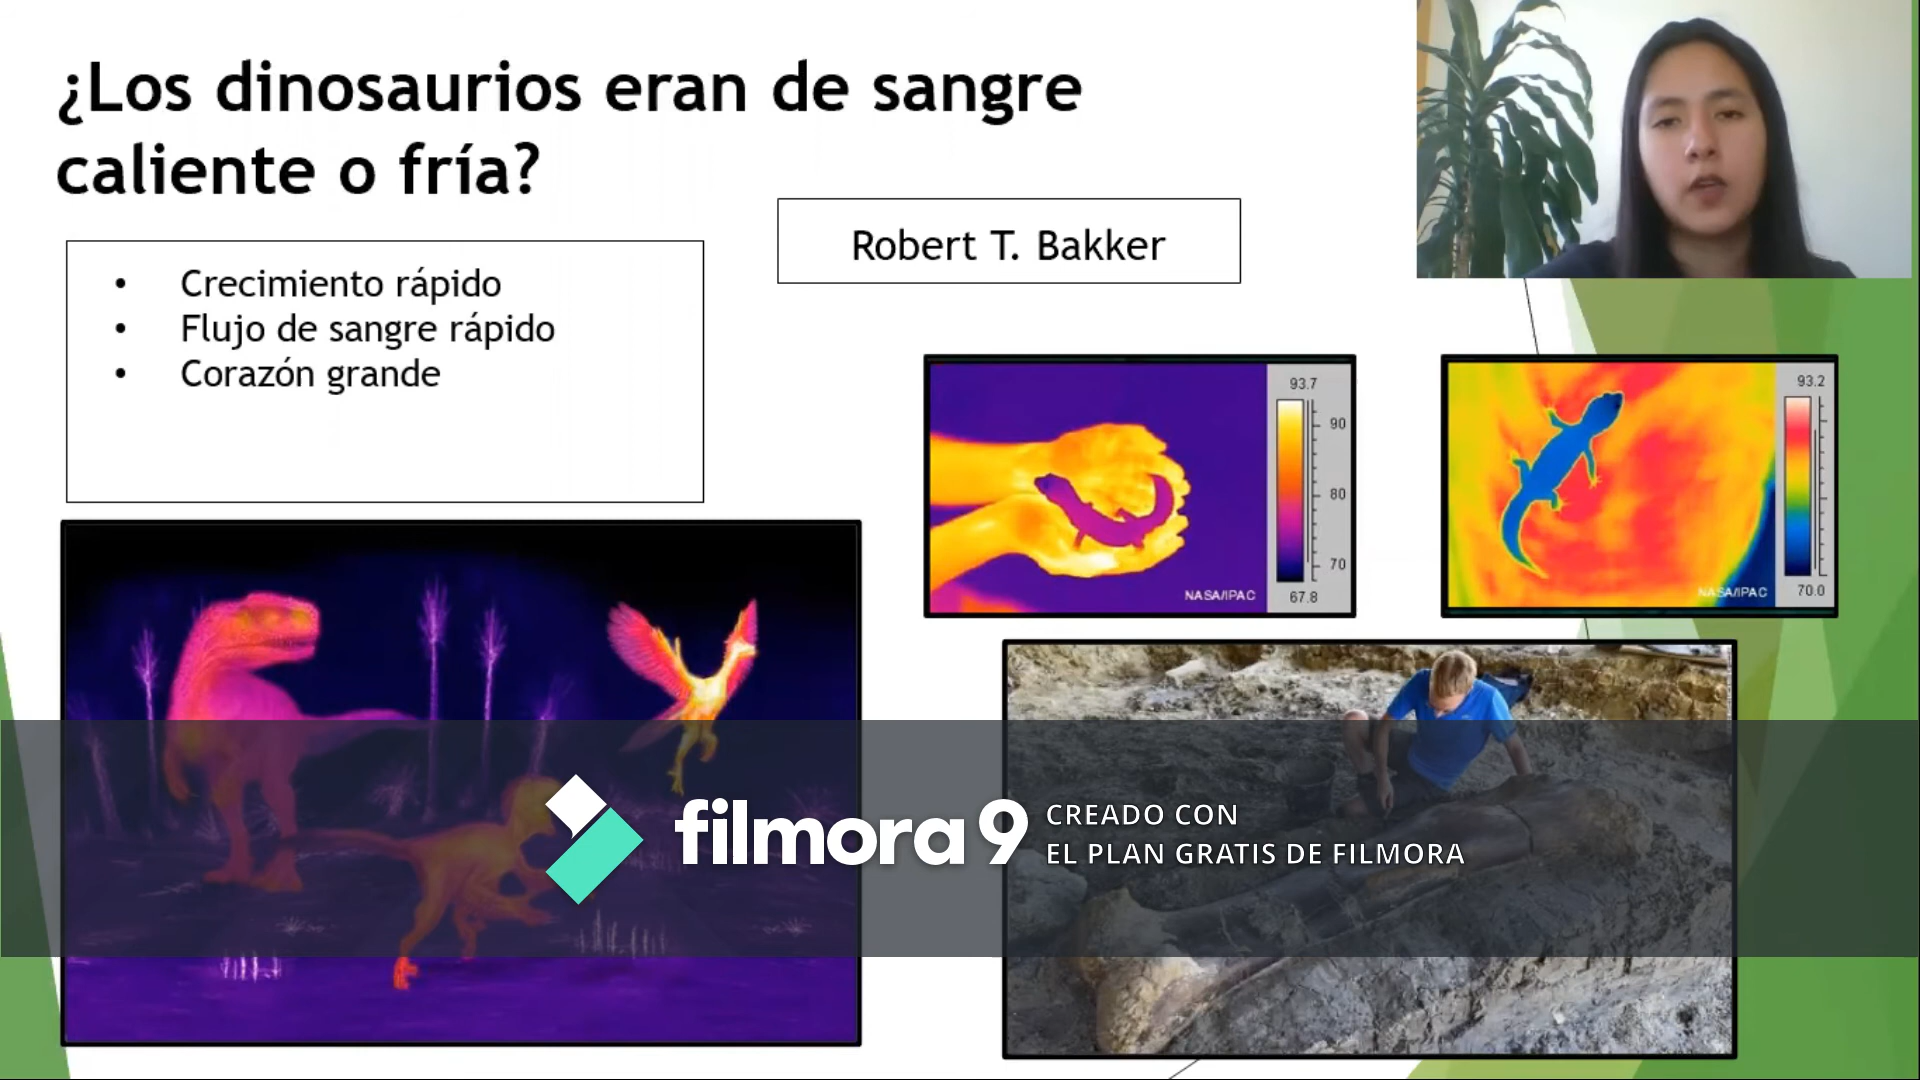 ¿Los dinosaurios eran de sangre
caliente o fría?
Robert T. Bakker
• Crecimiento rápido
• Flujo de sangre rápido
• Corazón grande
93.7
90
80
70
67.8
NASA/IPAC
93.2
70.0
NASA/IPAC
filmora9
CREADO CON
EL PLAN GRATIS DE FILMORA